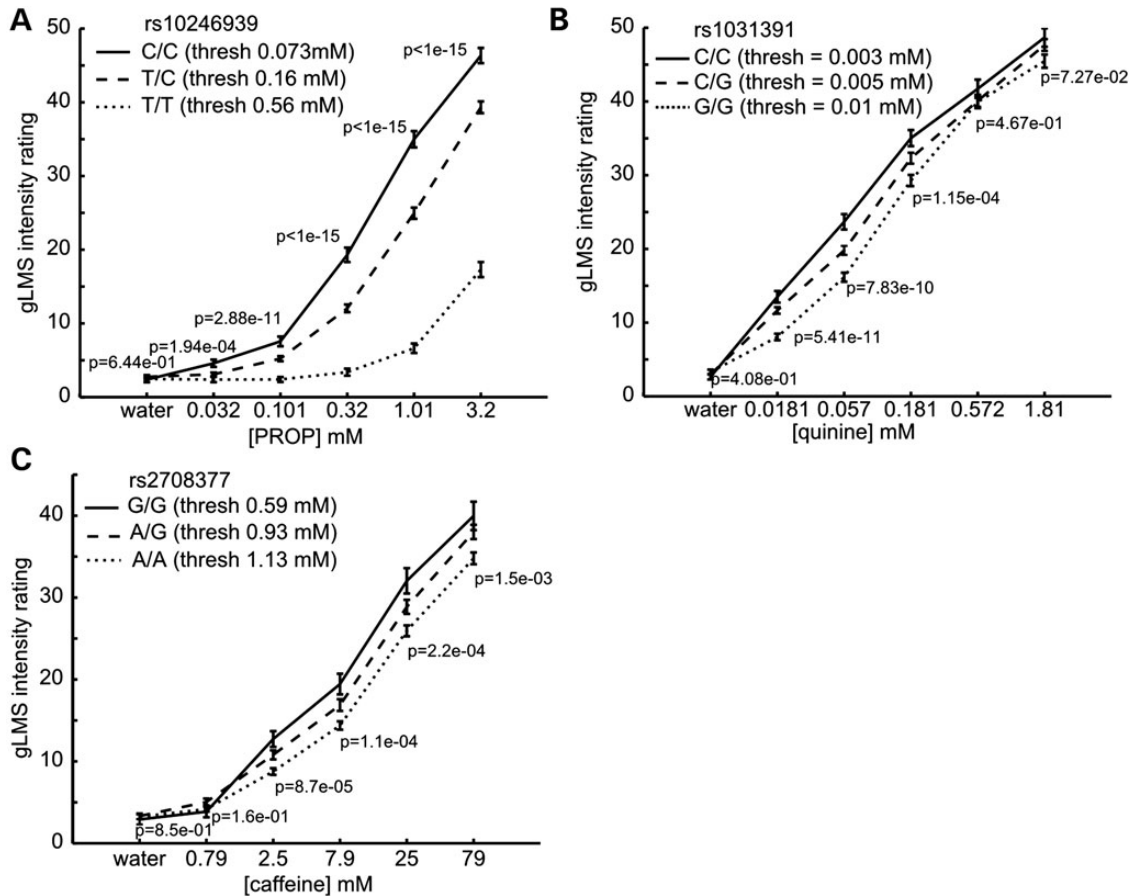 A
rs10246939
C/C (thresh 0.073mM)
T/C (thresh 0.16 mM)
T/T (thresh 0.56 mM)
gLMS intensity rating
50
40
30
20
10
0
p=6.44e-01
p=1.94e-04
p=2.88e-11
p<1e-15
p<1e-15
p<1e-15
water 0.032 0.101 0.32 1.01 3.2
[PROP] mM
B
rs1031391
C/C (thresh = 0.003 mM)
C/G (thresh = 0.005 mM)
G/G (thresh = 0.01 mM)
gLMS intensity rating
50
40
30
20
10
0
p=4.08e-01
p=5.41e-11
p=7.83e-10
p=1.15e-04
p=4.67e-01
p=7.27e-02
water 0.0181 0.057 0.181 0.572 1.81
[quinine] mM
C
rs2708377
G/G (thresh 0.59 mM)
A/G (thresh 0.93 mM)
A/A (thresh 1.13 mM)
gLMS intensity rating
40
30
20
10
0
p=8.5e-01
p=1.6e-01
p=8.7e-05
p=1.1e-04
p=2.2e-04
p=1.5e-03
water 0.79 2.5 7.9 25 79
[caffeine] mM